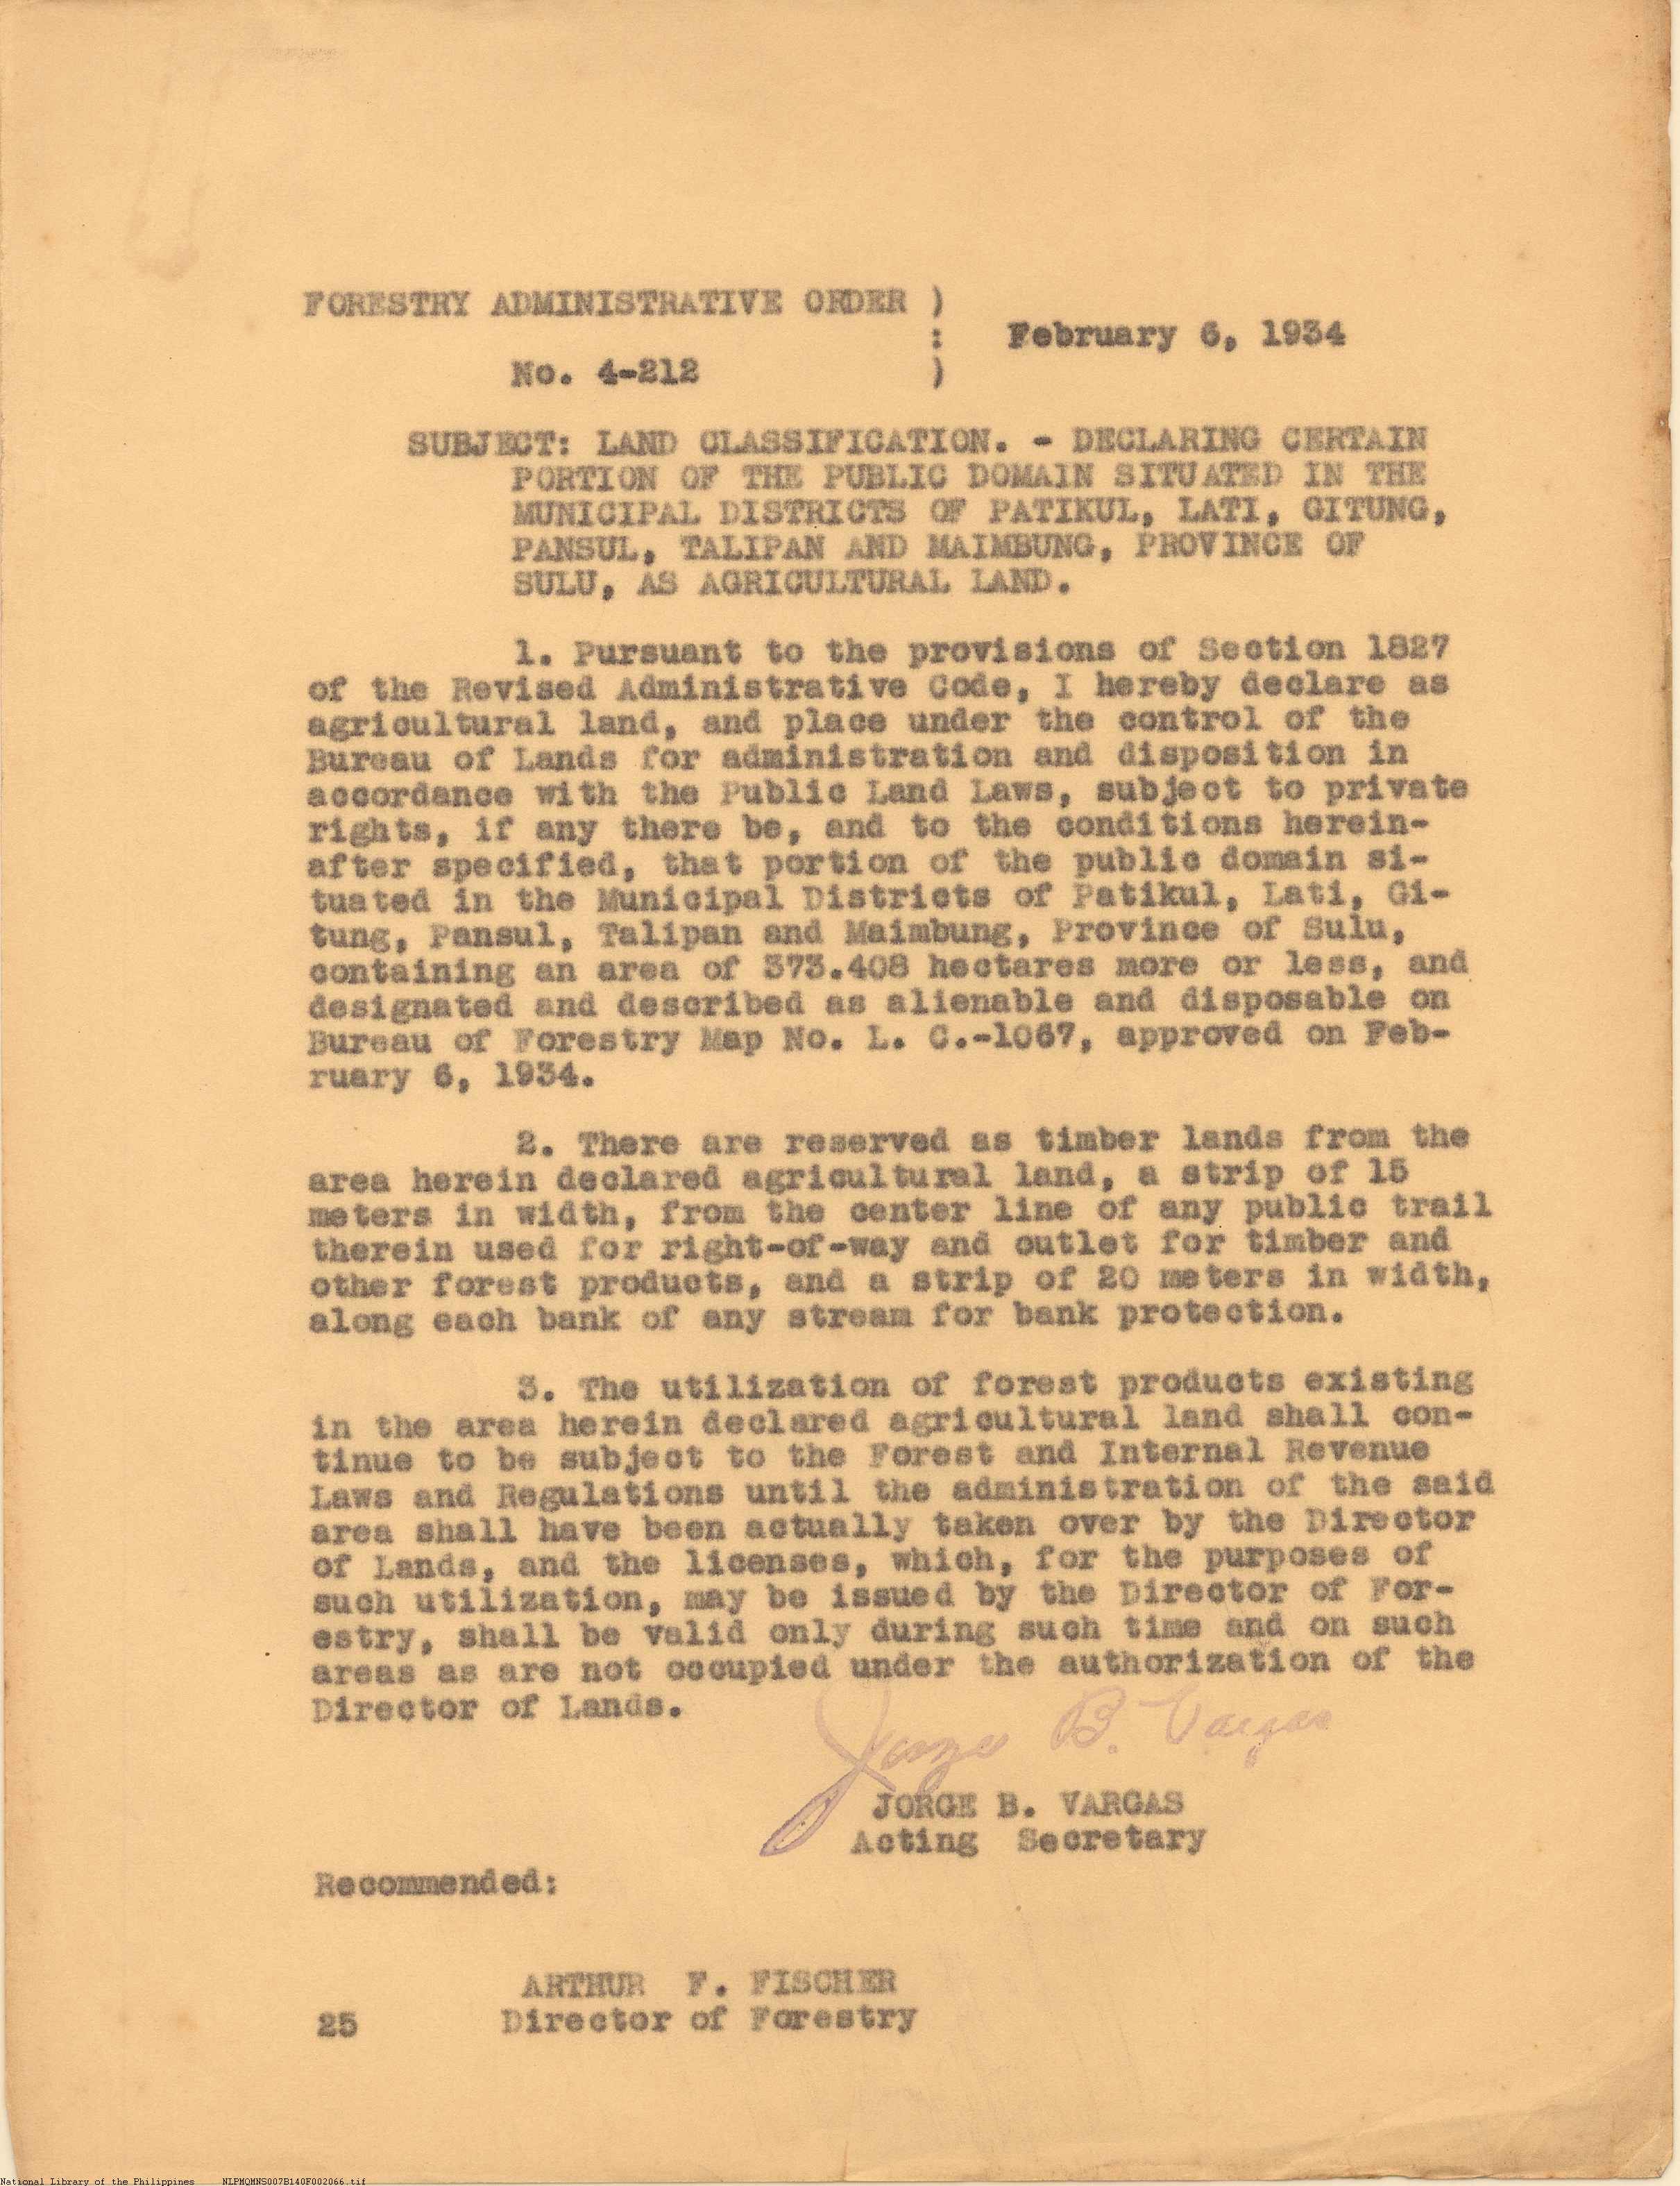 FORESTRY ADMINISTRATIVE ORDER )
: February 6, 1934
No. 4-212 )
SUBJECT: LAND CLASSIFICATION. - DECLARING CERTAIN
PORTION OF THE PUBLIC DOMAIN SITUATED IN THE
MUNICIPAL DISTRICTS OF PATIKUL, LATI, GITUNG,
PANSUL, TALIPAN AND MAIMBUNG, PROVINCE OF
SULU, AS AGRICULTURAL LAND.
1. Pursuant to the provisions of Section 1827
of the Revised Administrative Code, I hereby declare as
agricultural land, and place under the control of the
Bureau of Lands for administration and disposition in
accordance with the Public Land Laws, subject to private
rights, if any there be, and to the conditions herein-
after specified, that portion of the public domain si-
tuated in the Municipal Districts of Patikul, Lati, Gi-
tung, Pansul, Talipan and Maimbung, Province of Sulu,
containing an area of 373.408 hectares more or less, and
designated and described as alienable and disposable on
Bureau of Forestry Map No. L. C.-1067, approved on Feb-
ruary 6, 1934.
2. There are reserved as timber lands from the
area herein declared agricultural land, a strip of 15
meters in width, from the center line of any public trail
therein used for right-of-way and outlet for timber and
other forest products, and a strip of 20 meters in width,
along each bank of any stream for bank protection.
3. The utilization of forest products existing
in the area herein declared agricultural land shall con-
tinue to be subject to the Forest and Internal Revenue
Laws and Regulations until the administration of the said
area shall have been actually taken over by the Director
of Lands, and the licenses, which, for the purposes of
such utilization, may be issued by the Director of For-
estry, shall be valid only during such time and on such
areas as are not occupied under the authorization of the
Director of Lands.
Jorge B. Vargas
JORGE B. VARGAS
Acting Secretary
Recommended:
ARTHUR F. FISCHER
25 Director of Forestry
National Library of the Philippines NLPMQMNS007B140F002066.tif